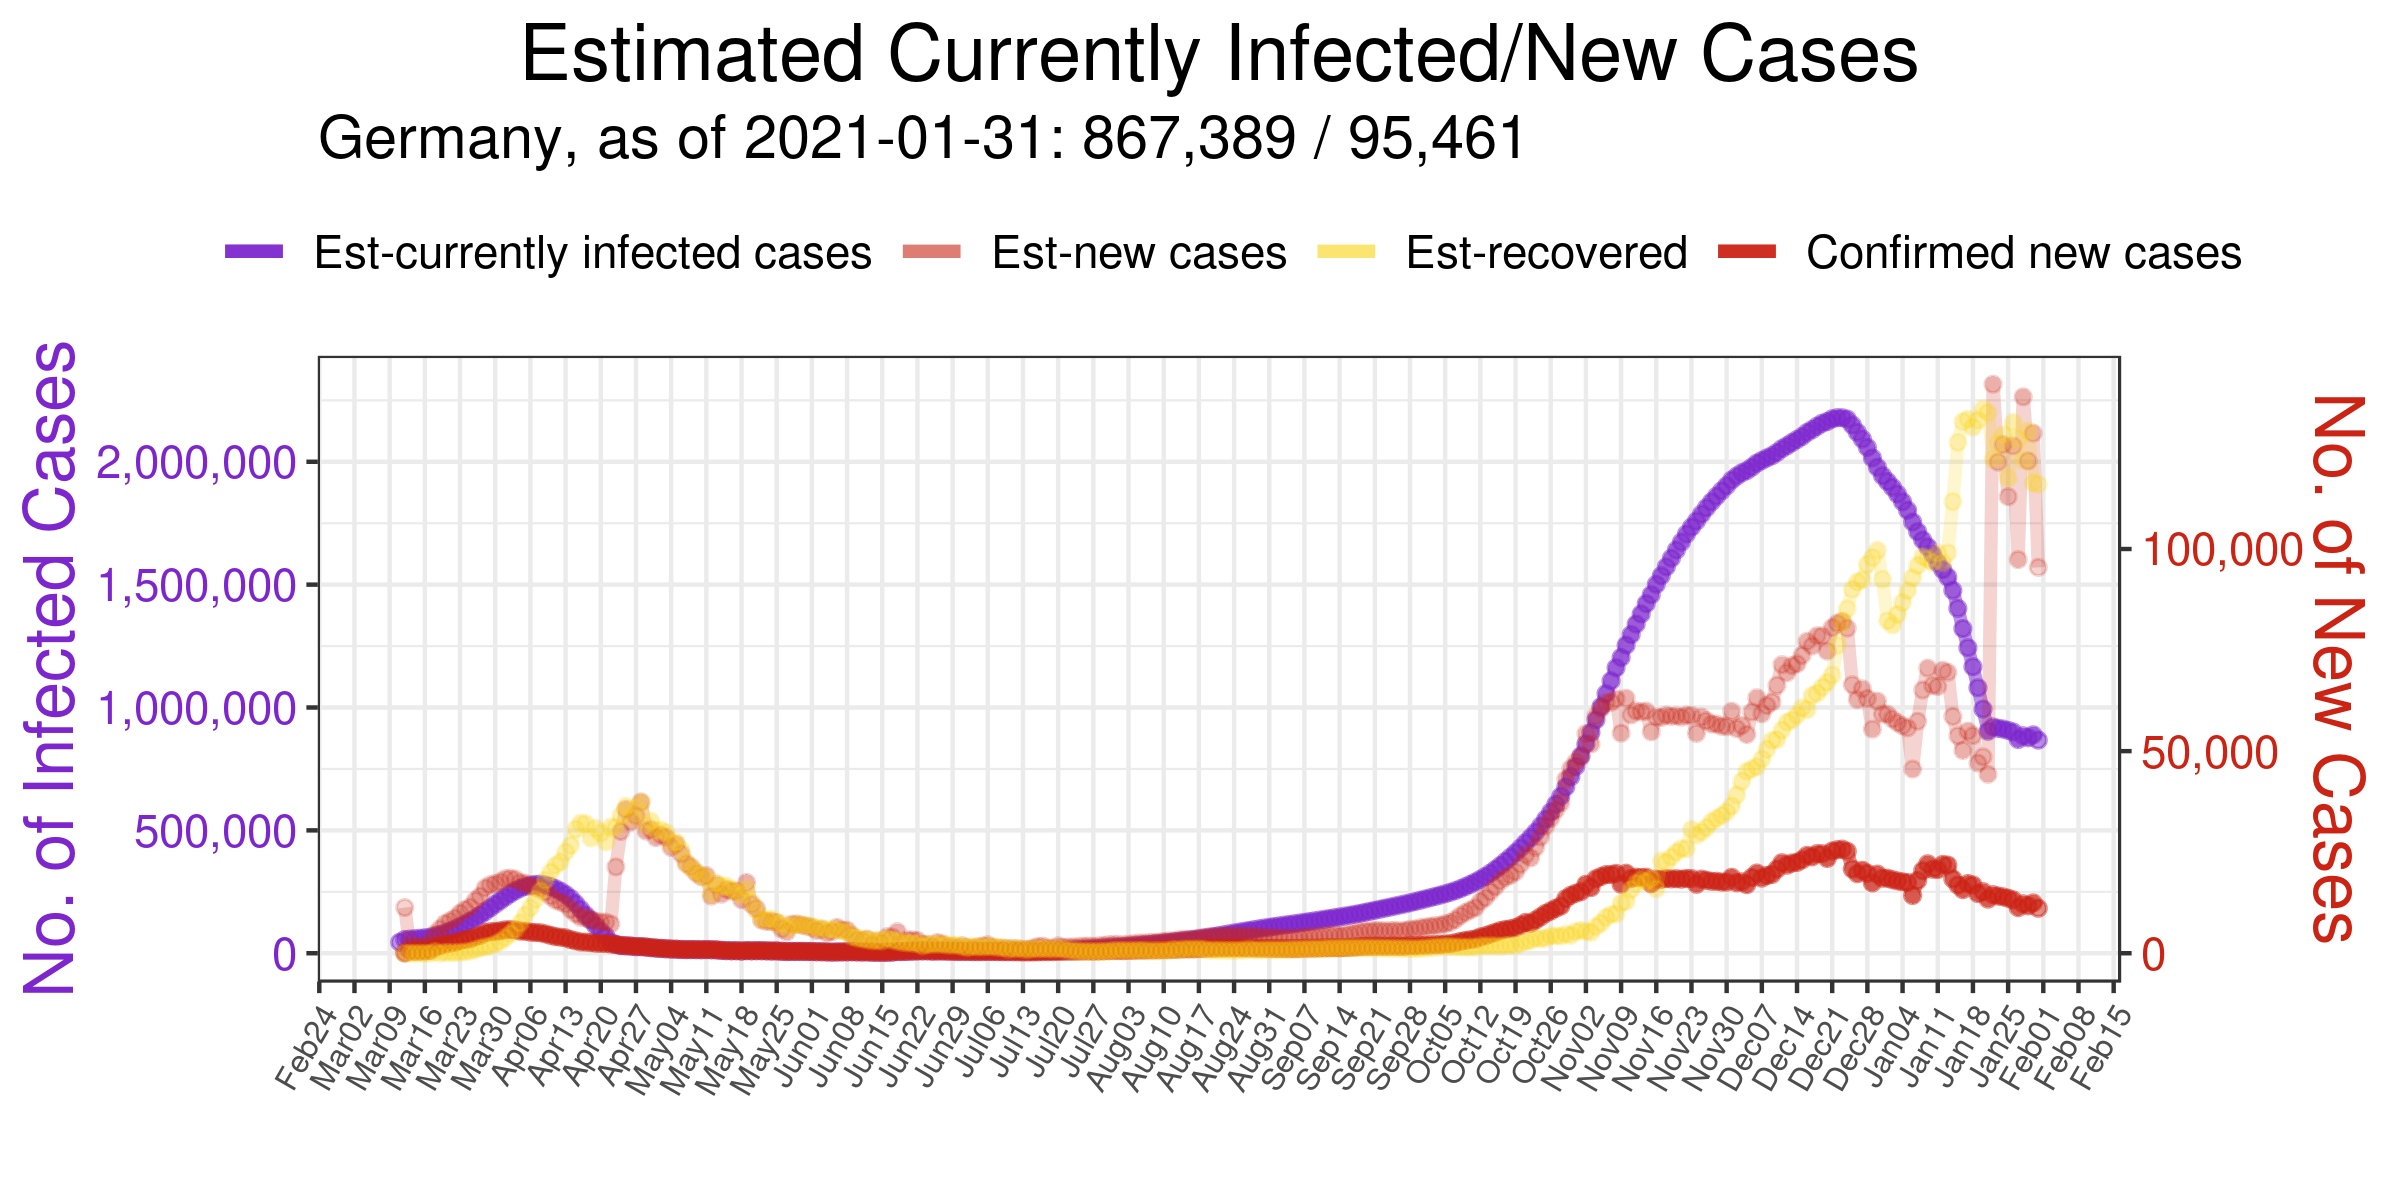 Estimated Currently Infected/New Cases
Germany, as of 2021-01-31: 867,389 / 95,461
Est-currently infected cases Est-new cases Est-recovered Confirmed new cases
No. of Infected Cases
2,000,000
1,500,000
1,000,000
500,000
0
100,000
50,000
0
No. of New Cases
Feb24 Mar02 Mar09 Mar16 Mar23 Mar30 Apr06 Apr13 Apr20 Apr27 May04 May11 May18 May25 Jun01 Jun08 Jun15 Jun22 Jun29 Jul06 Jul13 Jul20 Jul27 Aug03 Aug10 Aug17 Aug24 Aug31 Sep07 Sep14 Sep21 Sep28 Oct05 Oct12 Oct19 Oct26 Nov02 Nov09 Nov16 Nov23 Nov30 Dec07 Dec14 Dec21 Dec28 Jan04 Jan11 Jan18 Jan25 Feb01 Feb08 Feb15